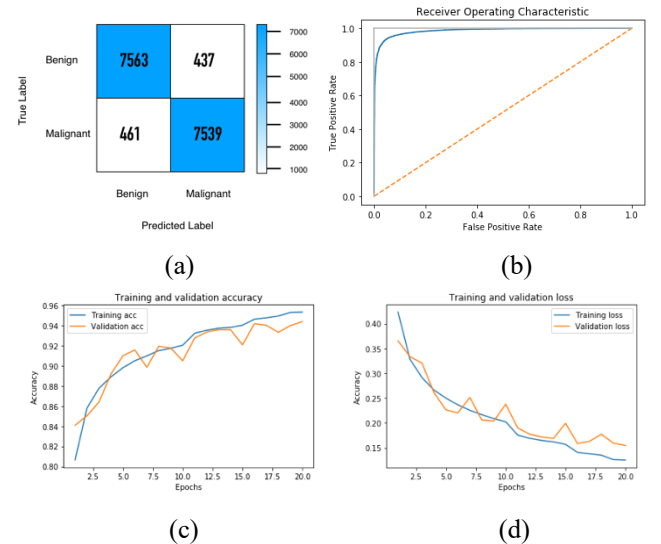 Receiver Operating Characteristic
7563
437
461
7539
Benign
Malignant
True Label
Benign
Malignant
Predicted Label
7000
6000
5000
4000
3000
2000
1000
True Positive Rate
1.0
0.8
0.6
0.4
0.2
0.0
0.0 0.2 0.4 0.6 0.8 1.0
False Positive Rate
(a)
(b)
Training and validation accuracy
Training acc
Validation acc
Accuracy
0.96
0.94
0.92
0.90
0.88
0.86
0.84
0.82
0.80
2.5 5.0 7.5 10.0 12.5 15.0 17.5 20.0
Epochs
Training and validation loss
Training loss
Validation loss
Accuracy
0.40
0.35
0.30
0.25
0.20
0.15
2.5 5.0 7.5 10.0 12.5 15.0 17.5 20.0
Epochs
(c)
(d)